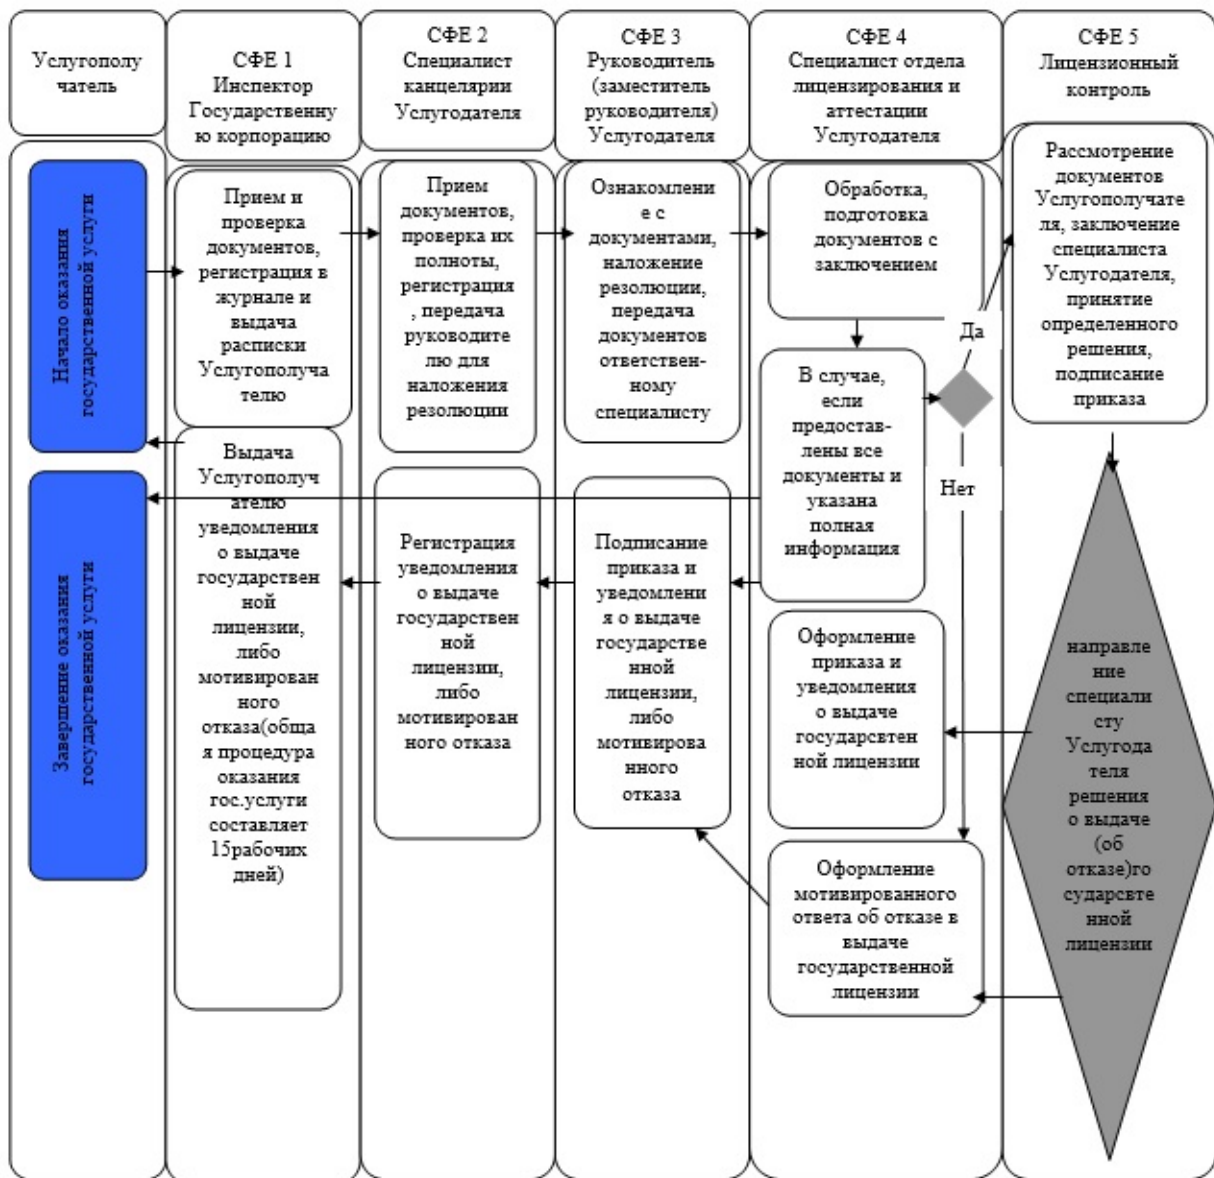 Услугополу
чатель
СФЕ 1
Инспектор
Государственну
ю корпорацию
СФЕ 2
Специалист
канцелярии
Услугодателя
СФЕ 3
Руководитель
(заместитель
руководителя)
Услугодателя
СФЕ 4
Специалист отдела
лицензирования и
аттестации
Услугодателя
СФЕ 5
Лицензионный
контроль
Начало оказания
государственной услуги
Прием и
проверка
документов,
регистрация в
журнале и
выдача
расписки
Услугополуча
телю
Прием
документов,
проверка их
полноты,
регистрация
, передача
руководите
лю для
наложения
резолюции
Ознакомлени
е с
документами,
наложение
резолюции,
передача
документов
ответствен-
ному
специалисту
Обработка,
подготовка
документов с
заключением
Да
Рассмотрение
документов
Услугополучате
ля, заключение
специалиста
Услугодателя,
принятие
определенного
решения,
подписание
приказа
В случае,
если
предостав-
лены все
документы и
указана
полная
информация
Нет
Завершение оказания
государственной услуги
Выдача
Услугополуч
ателю
уведомления
о выдаче
государствен
ной
лицензии,
либо
мотивирован
ного
отказа(обща
я процедура
оказания
гос.услуги
составляет
15рабочих
дней)
Регистрация
уведомления
о выдаче
государствен
ной
лицензии,
либо
мотивирован
ного отказа
Подписание
приказа и
уведомлени
я о выдаче
государстве
нной
лицензии,
либо
мотивирова
нного
отказа
Оформление
приказа и
уведомления
о выдаче
государсвтен
ной лицензии
Оформление
мотивированного
ответа об отказе в
выдаче
государственной
лицензии
направле
ние
специали
сту
Услугода
теля
решения
о выдаче
(об
отказе)го
сударсвте
нной
лицензии